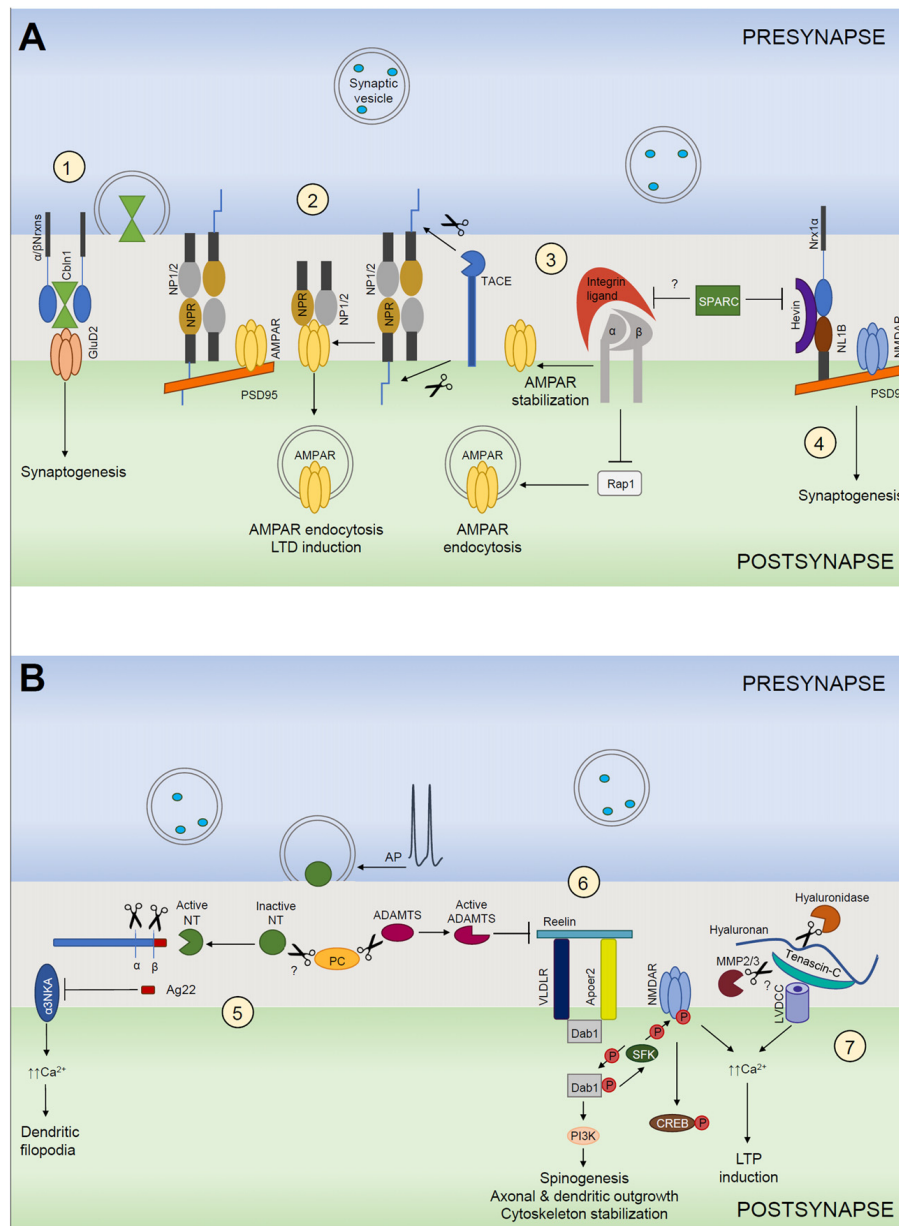 A
PRESYNAPSE
Synaptic
vesicle
1
2
3
α/βNrxns
Cbln1
GluD2
NP1/2
NPR
AMPAR
PSD95
NPR
NP1/2
NP1/2
NPR
TACE
Integrin
ligand
α
β
?
SPARC
Nrx1α
Hevin
NL1B
NMDAR
PSD9
AMPAR
stabilization
4
Synaptogenesis
AMPAR
AMPAR
Rap1
Synaptogenesis
AMPAR endocytosis
LTD induction
AMPAR
endocytosis
POSTSYNAPSE
B
PRESYNAPSE
AP
6
Active
NT
Inactive
NT
ADAMTS
Active
ADAMTS
Reelin
Hyaluronidase
Hyaluronan
Tenascin-C
MMP2/3
?
LVDCC
α
β
?
PC
VLDLR
Apoer2
NMDAR
α3NKA
Ag22
5
7
Dab1
P
P
P
SFK
Dab1
P
↑↑Ca2+
↑↑Ca2+
CREB
P
PI3K
Dendritic
filopodia
LTP
induction
Spinogenesis
Axonal & dendritic outgrowth
Cytoskeleton stabilization
POSTSYNAPSE